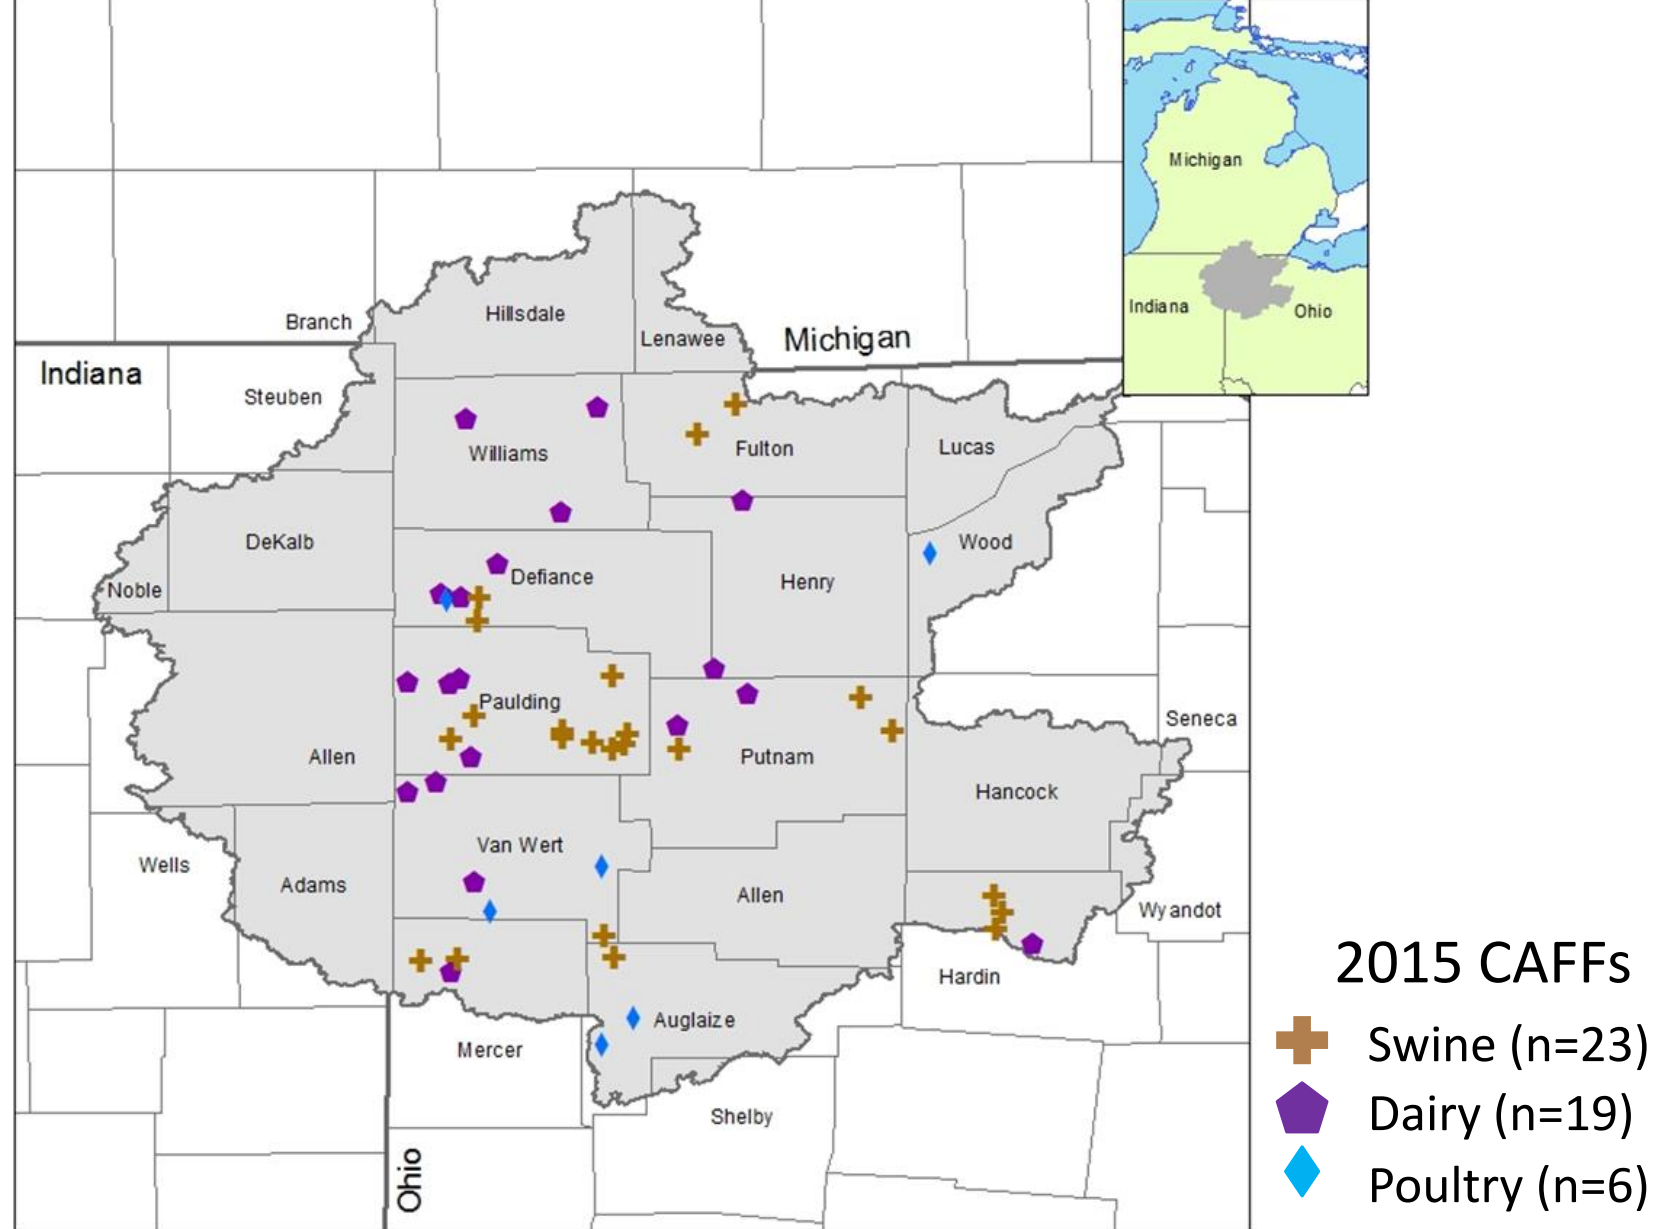 Michigan
Indiana
Ohio
Branch
Hillsdale
Lenawee
Michigan
Indiana
Steuben
Williams
Fulton
Lucas
DeKalb
Noble
Defiance
Henry
Wood
Paulding
Allen
Putnam
Seneca
Hancock
Van Wert
Wells
Adams
Allen
Wyandot
Hardin
Auglaize
Mercer
Shelby
Ohio
2015 CAFFs
Swine (n=23)
Dairy (n=19)
Poultry (n=6)